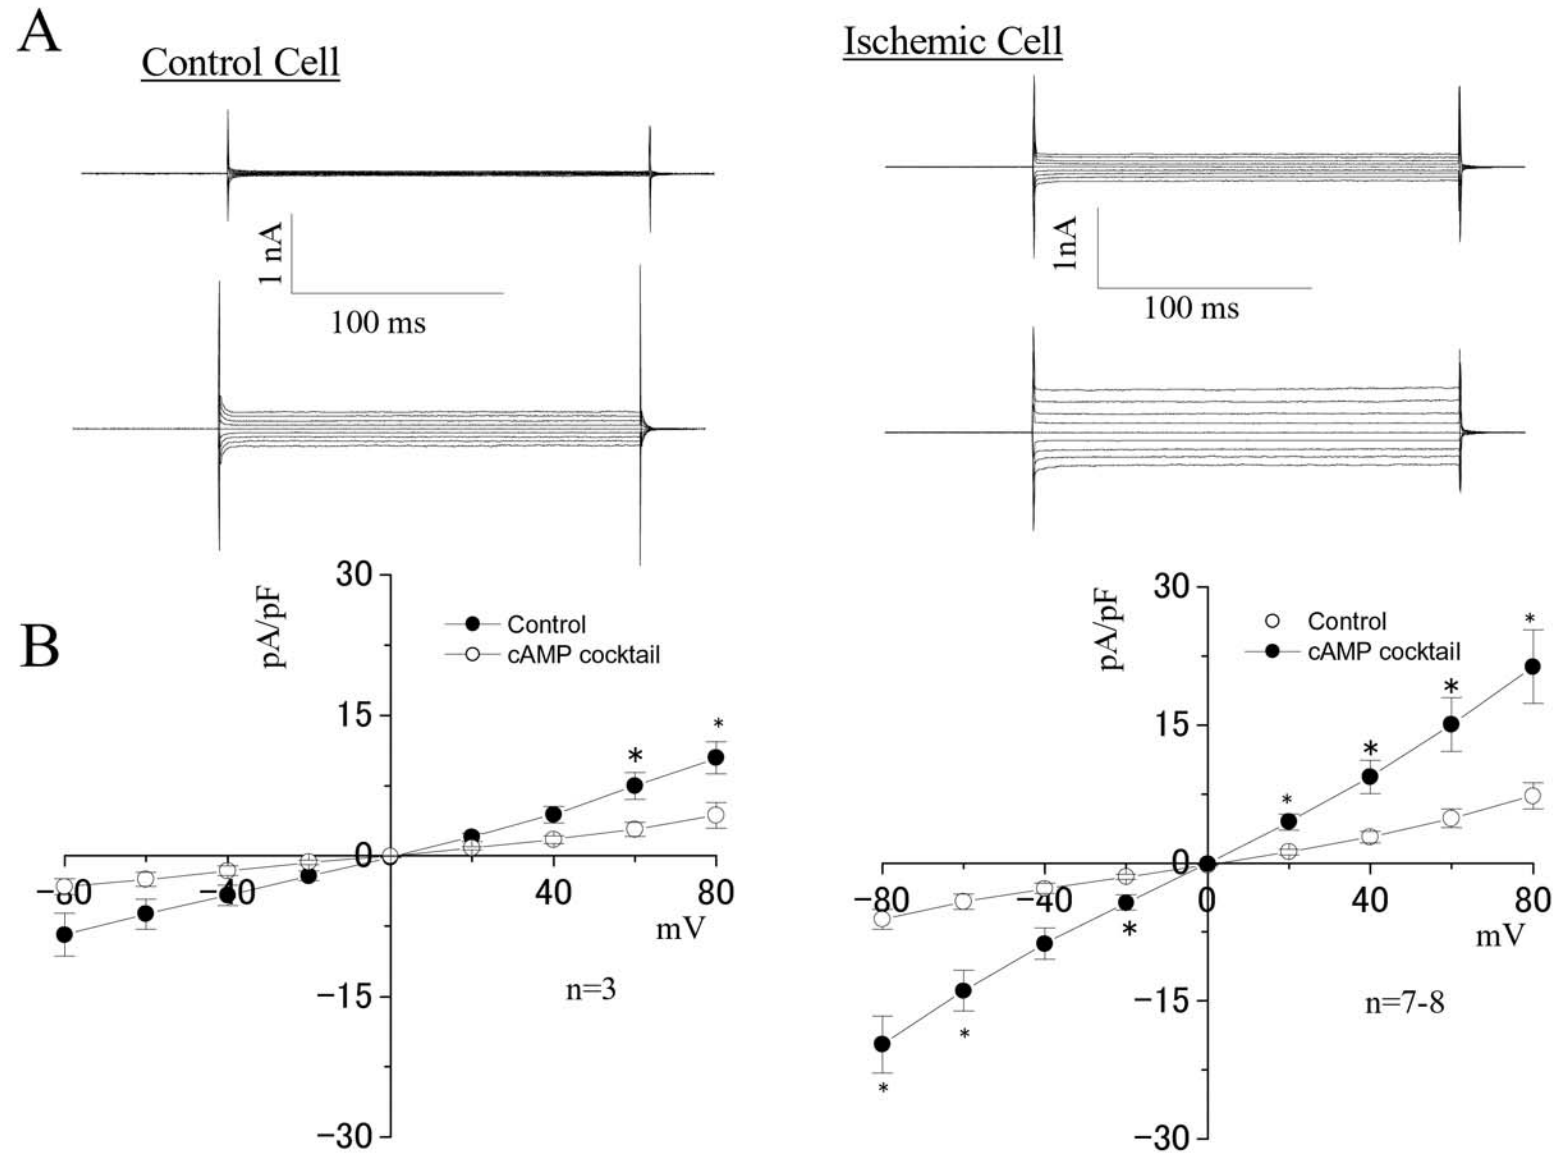 A
Control Cell
Ischemic Cell
1 nA
100 ms
1nA
100 ms
B
pA/pF
30
15
0
−15
−30
−80
−40
40
80
mV
Control
cAMP cocktail
*
*
n=3
pA/pF
30
15
0
−15
−30
−80
−40
0
40
80
mV
Control
cAMP cocktail
*
*
*
*
*
*
*
n=7-8